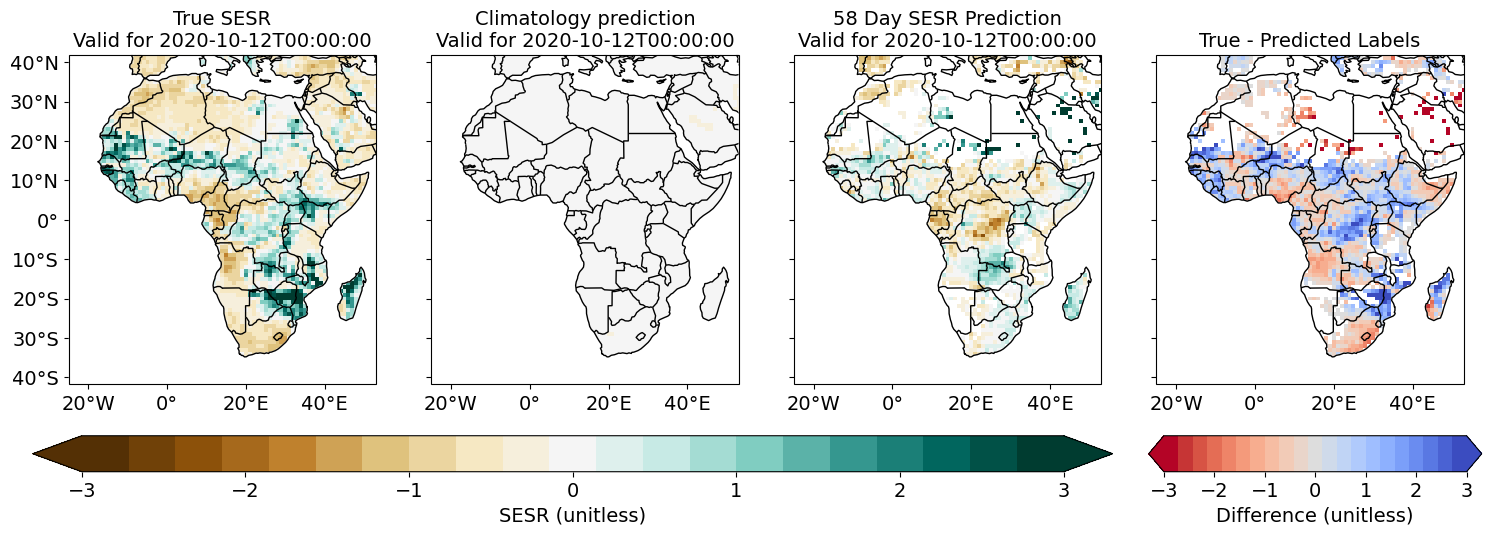 True SESR
Valid for 2020-10-12T00:00:00
Climatology prediction
Valid for 2020-10-12T00:00:00
58 Day SESR Prediction
Valid for 2020-10-12T00:00:00
True - Predicted Labels
40°N
30°N
20°N
10°N
0°
10°S
20°S
30°S
40°S
20°W 0° 20°E 40°E
20°W 0° 20°E 40°E
20°W 0° 20°E 40°E
20°W 0° 20°E 40°E
−3 −2 −1 0 1 2 3
SESR (unitless)
−3 −2 −1 0 1 2 3
Difference (unitless)